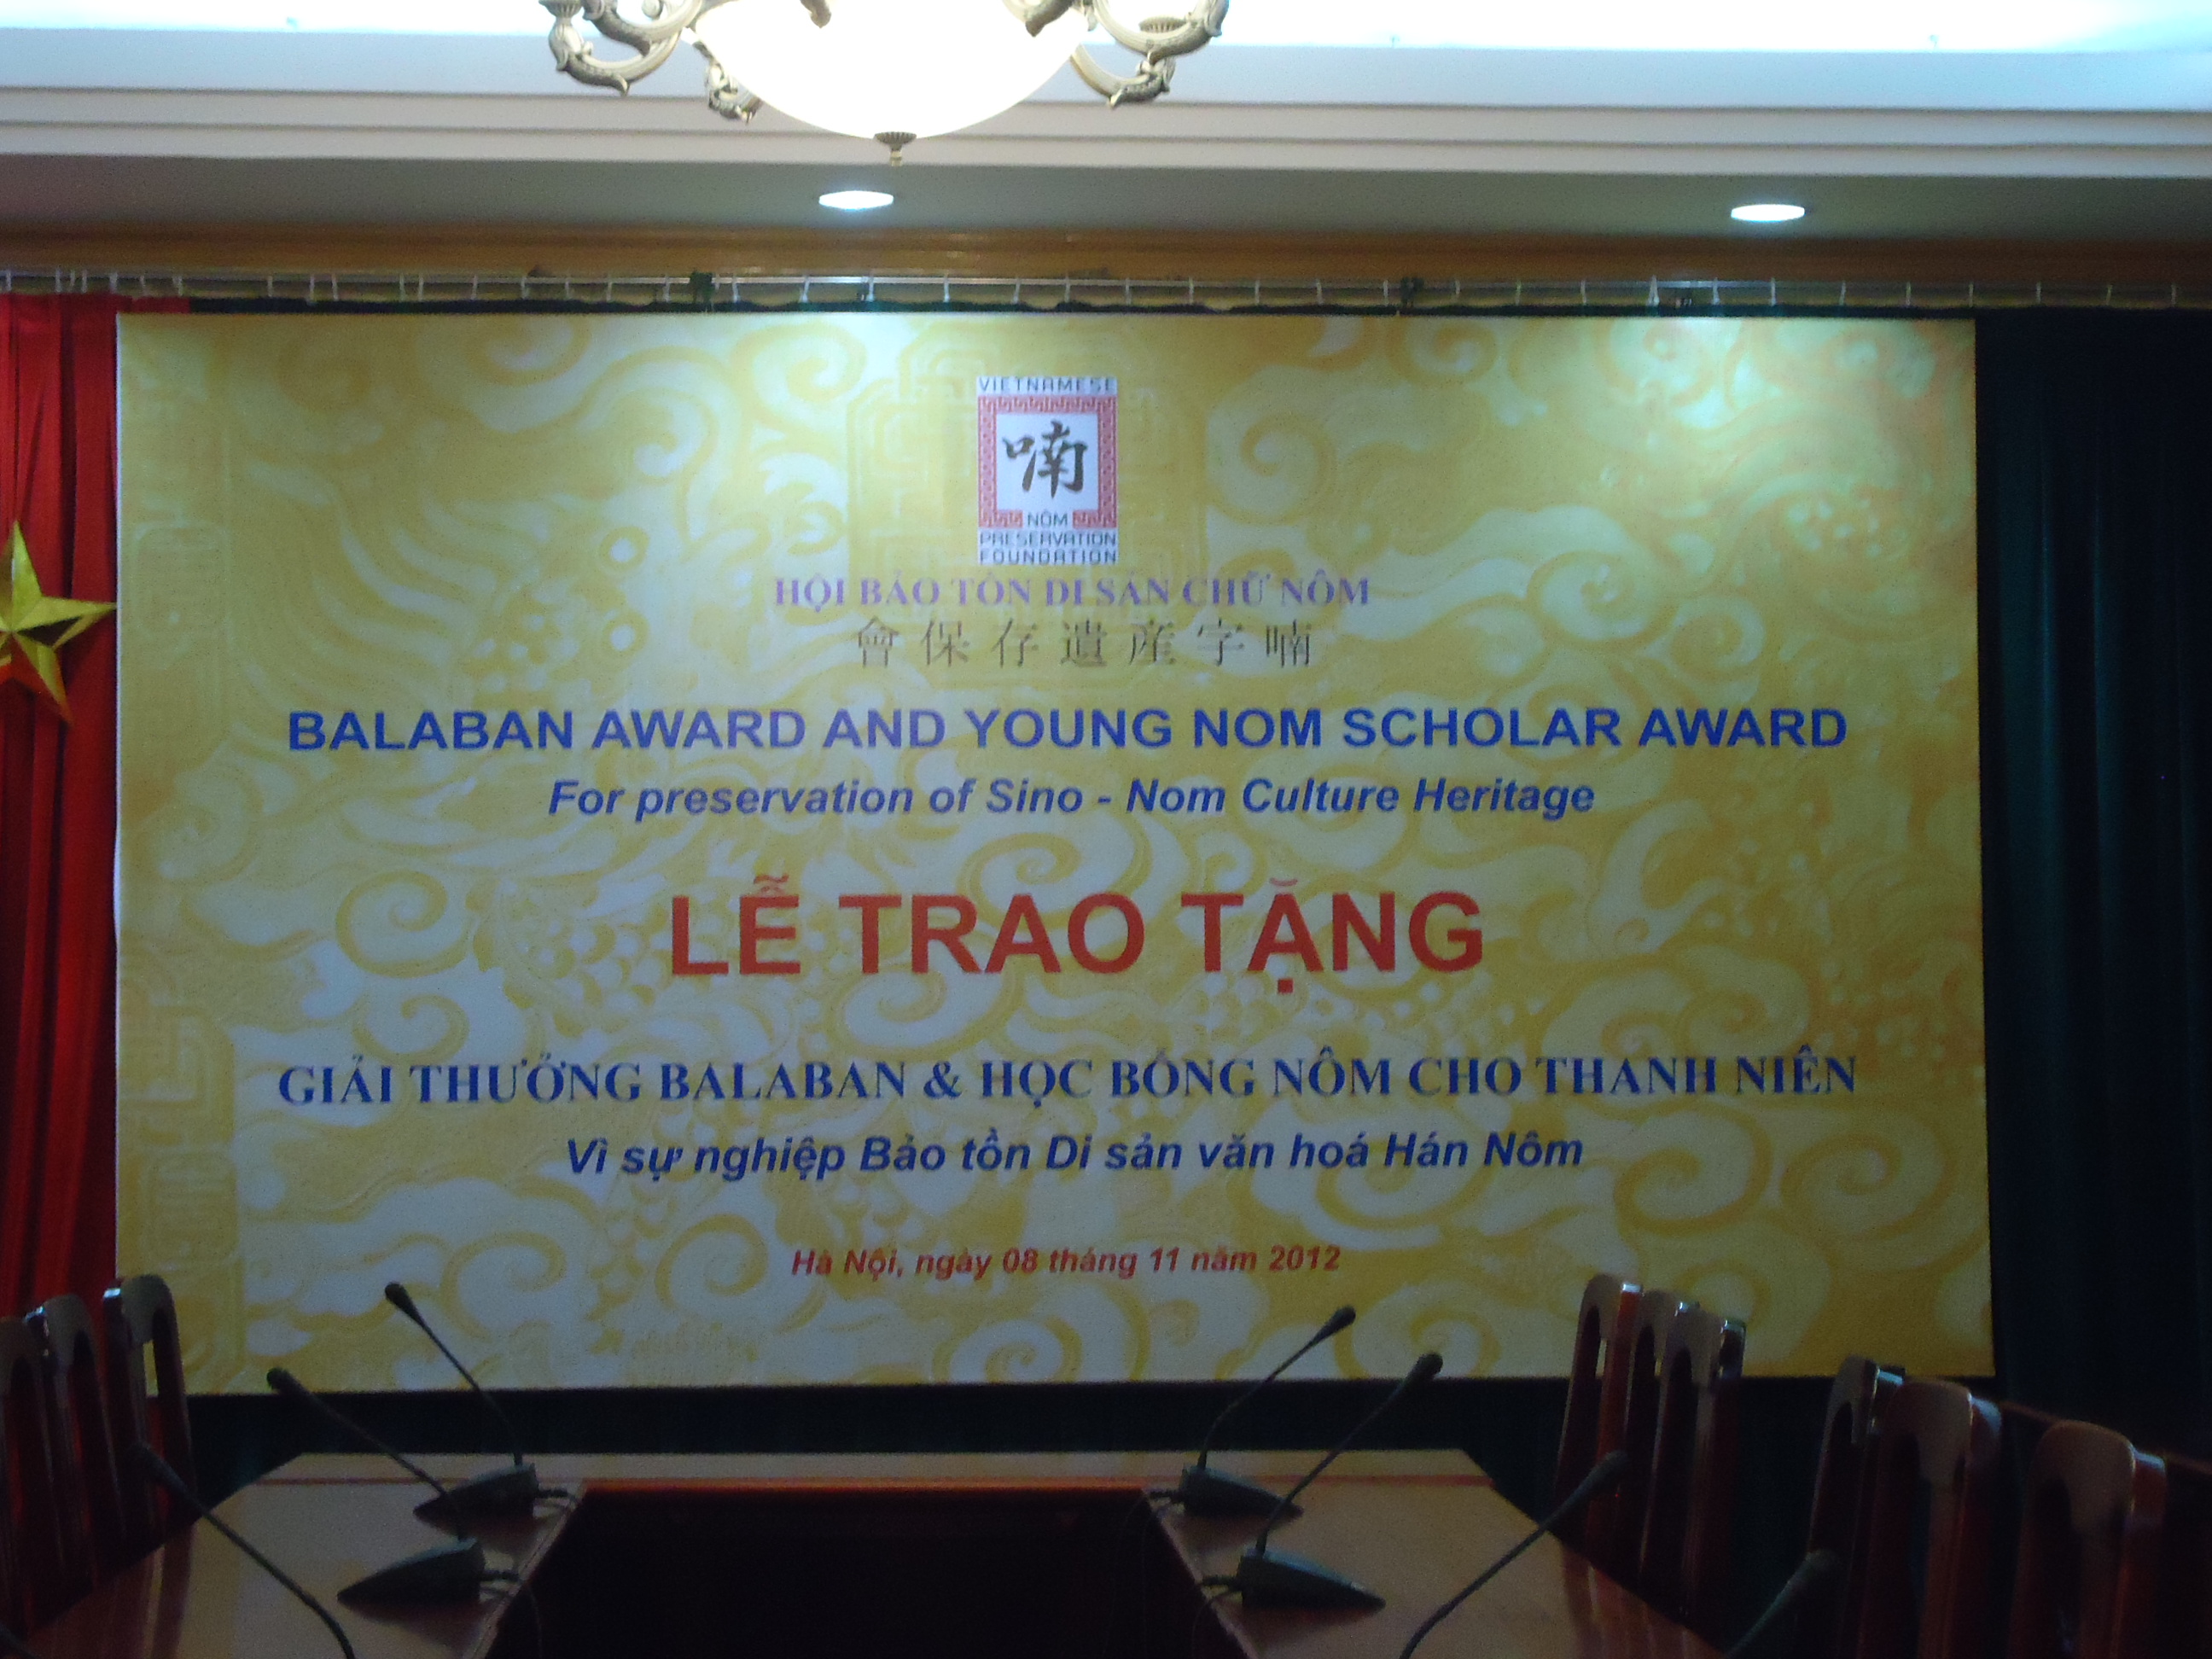 VIETNAMESE
喃
NÔM
PRESERVATION
FOUNDATION
HỘI BẢO TỒN DI SẢN CHỮ NÔM
會保存遺産字喃
BALABAN AWARD AND YOUNG NOM SCHOLAR AWARD
For preservation of Sino - Nom Culture Heritage
LỄ TRAO TẶNG
GIẢI THƯỞNG BALABAN & HỌC BỔNG NÔM CHO THANH NIÊN
Vì sự nghiệp Bảo tồn Di sản văn hoá Hán Nôm
Hà Nội, ngày 08 tháng 11 năm 2012